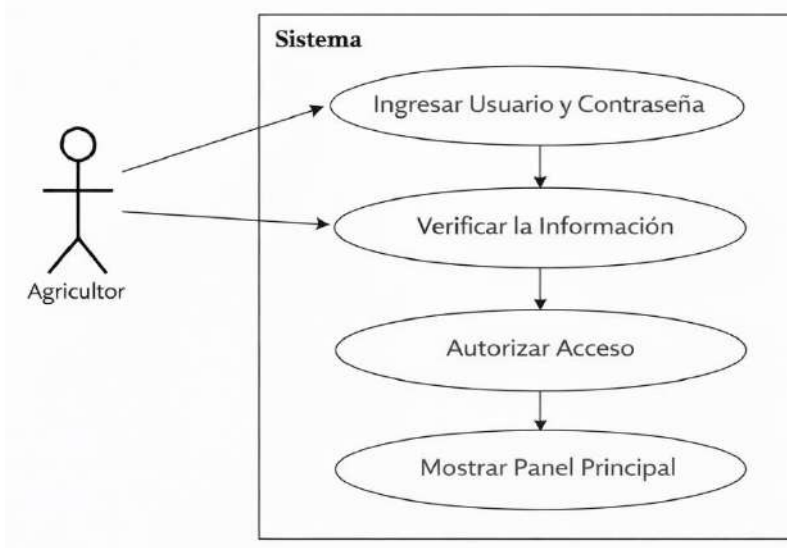 Sistema
Ingresar Usuario y Contraseña
Verificar la Información
Agricultor
Autorizar Acceso
Mostrar Panel Principal